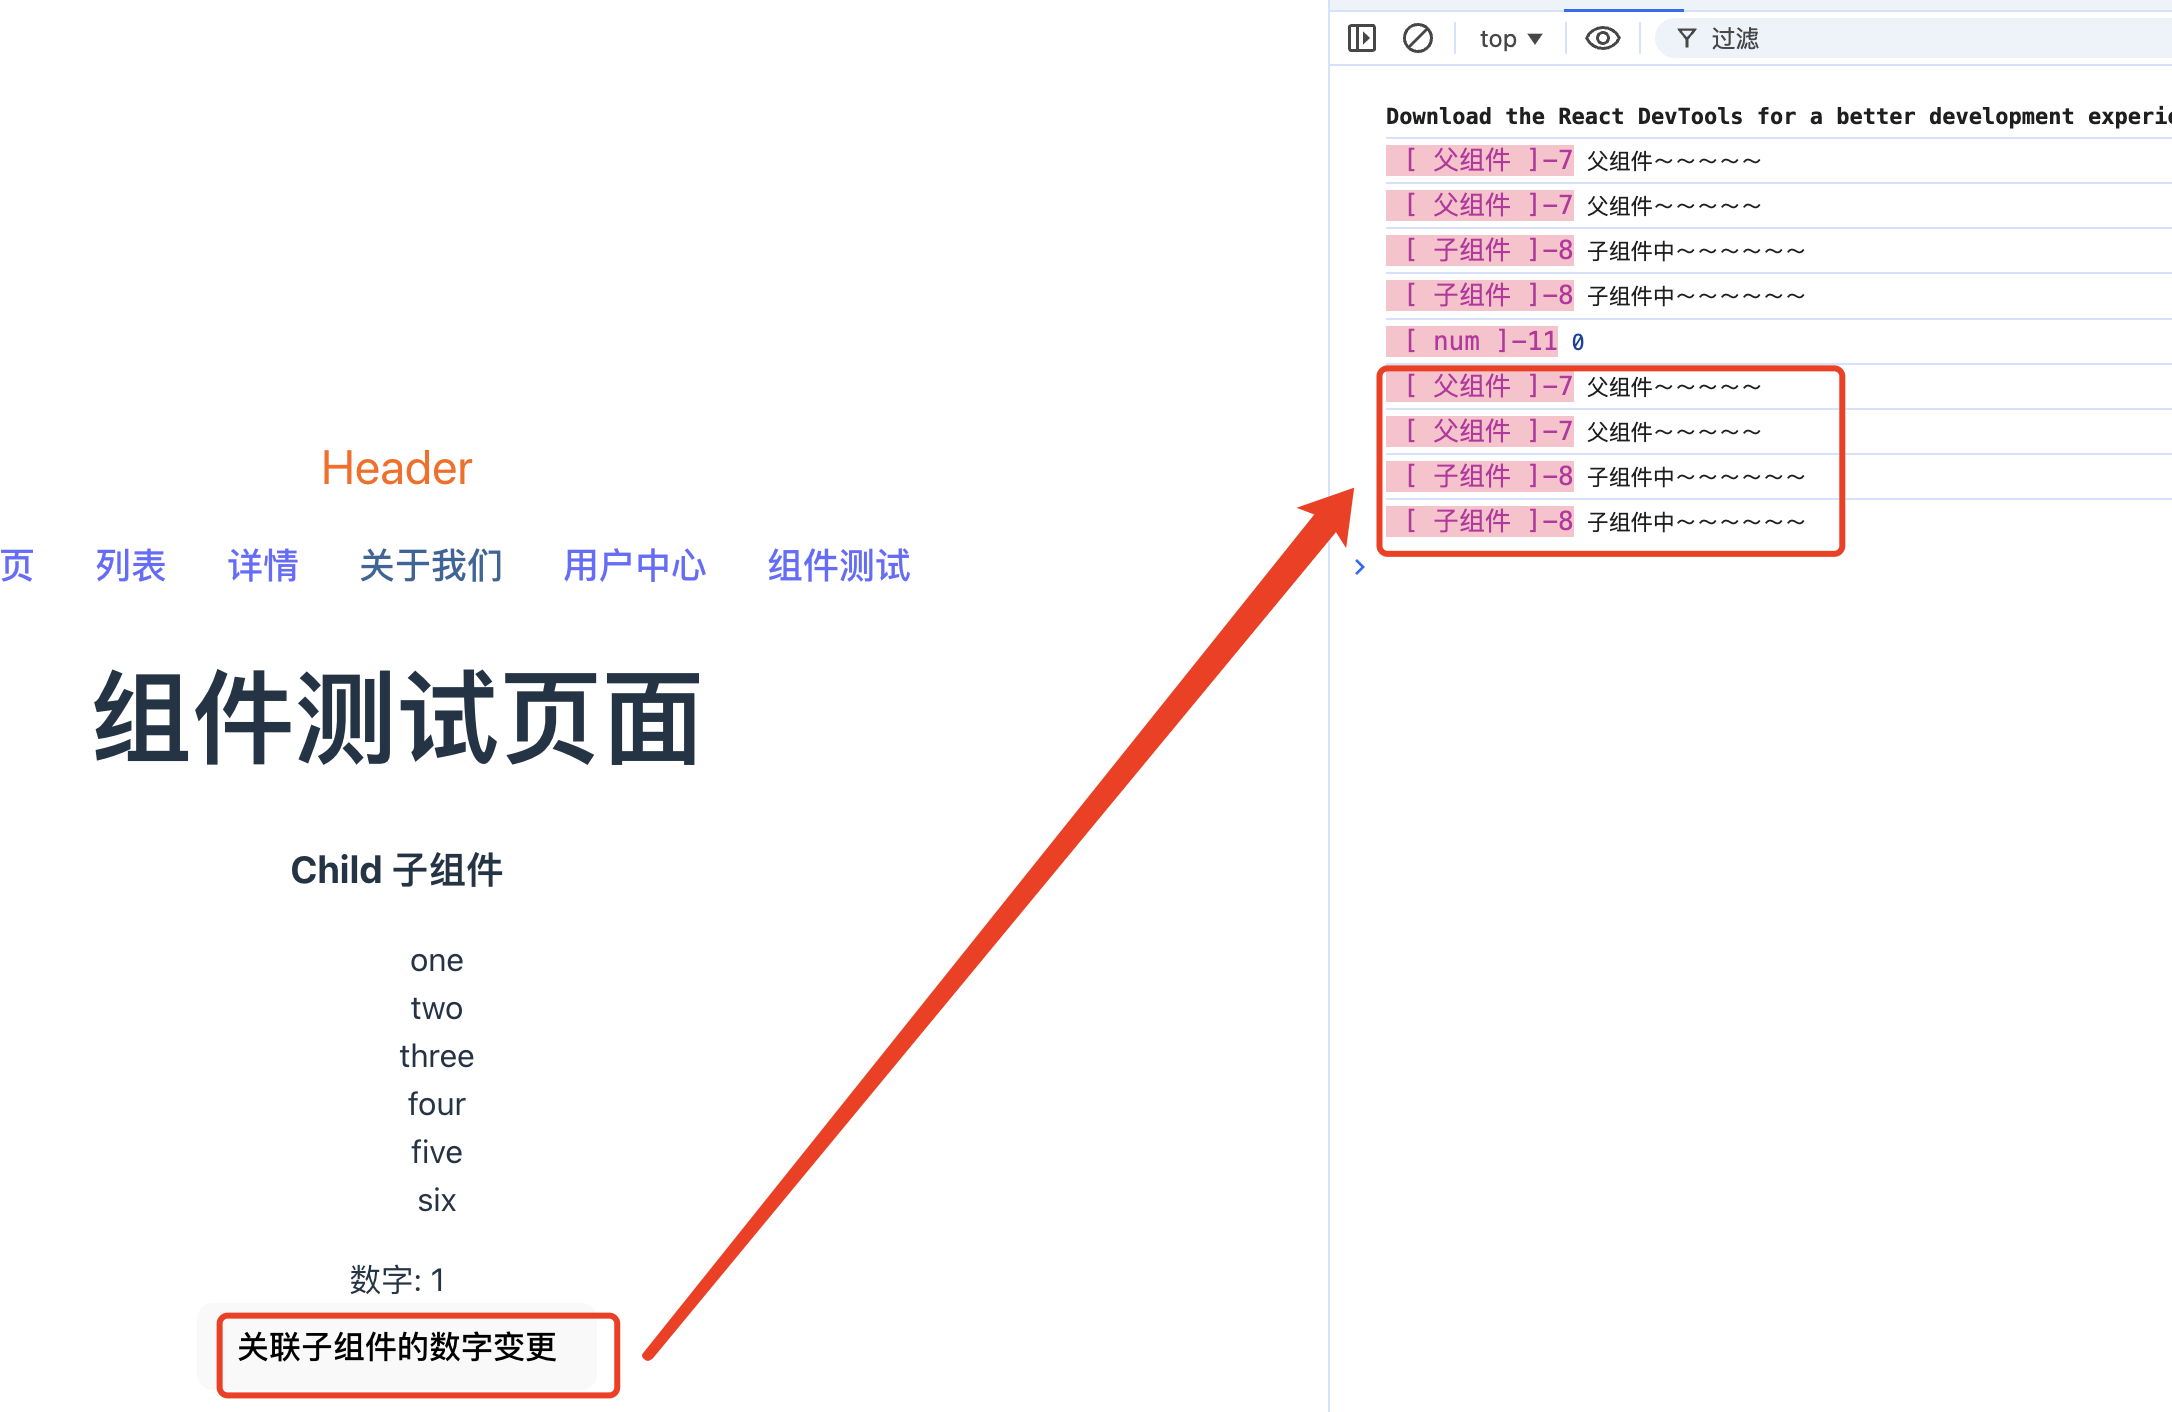 Header
页 列表 详情 关于我们 用户中心 组件测试
组件测试页面
Child 子组件
one
two
three
four
five
six
数字: 1
关联子组件的数字变更
top 过滤
Download the React DevTools for a better development
[ 父组件 ]-7 父组件~~~~~
[ 父组件 ]-7 父组件~~~~~
[ 子组件 ]-8 子组件中~~~~~~
[ 子组件 ]-8 子组件中~~~~~~
[ num ]-11 0
[ 父组件 ]-7 父组件~~~~~
[ 父组件 ]-7 父组件~~~~~
[ 子组件 ]-8 子组件中~~~~~~
[ 子组件 ]-8 子组件中~~~~~~